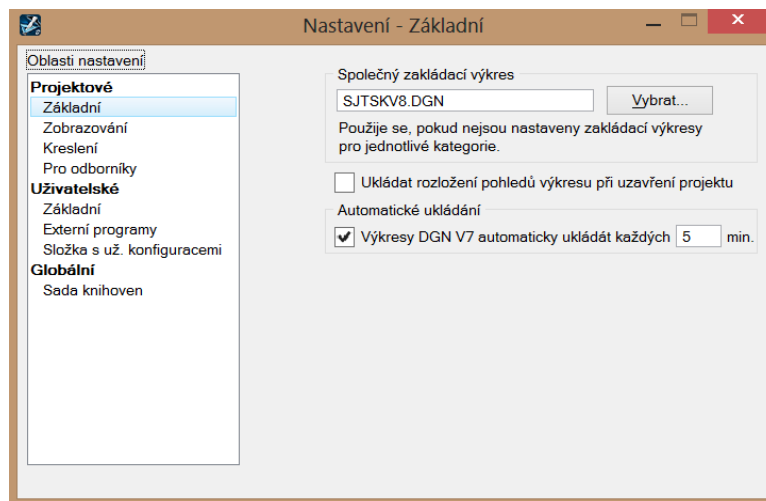 Nastavení - Základní
Oblasti nastavení
Projektové
Základní
Zobrazování
Kreslení
Pro odborníky
Uživatelské
Základní
Externí programy
Složka s už. konfiguracemi
Globální
Sada knihoven
Společný zakládací výkres
SJTSKV8.DGN
Vybrat...
Použije se, pokud nejsou nastaveny zakládací výkresy
pro jednotlivé kategorie.
Ukládat rozložení pohledů výkresu při uzavření projektu
Automatické ukládání
Výkresy DGN V7 automaticky ukládát každých 5 min.